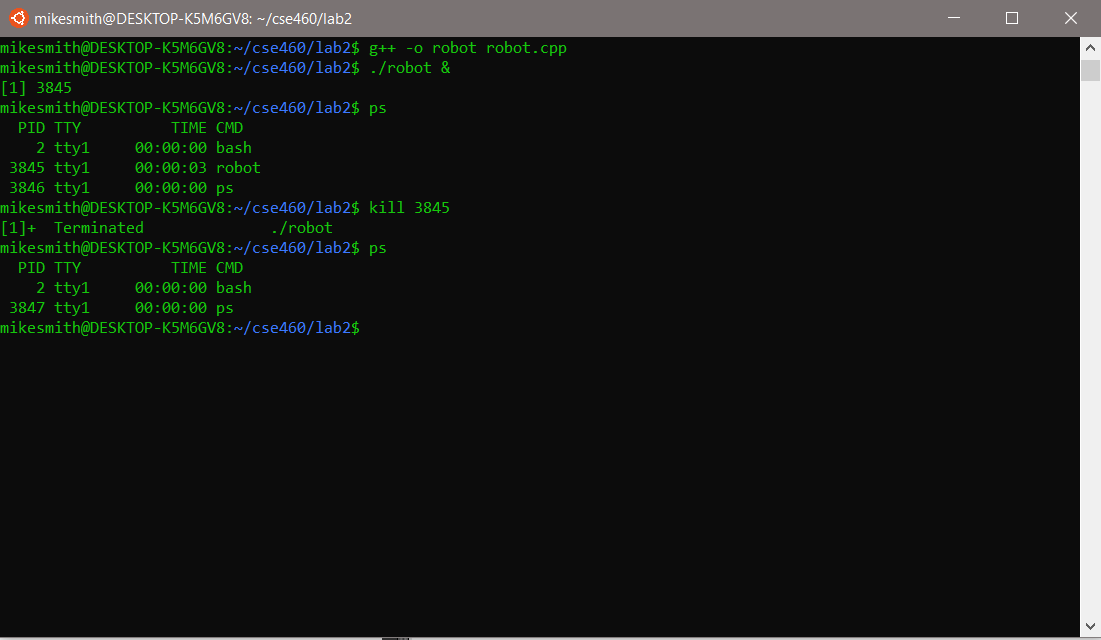 mikesmith@DESKTOP-K5M6GV8: ~/cse460/lab2
mikesmith@DESKTOP-K5M6GV8:~/cse460/lab2$ g++ -o robot robot.cpp
mikesmith@DESKTOP-K5M6GV8:~/cse460/lab2$ ./robot &
[1] 3845
mikesmith@DESKTOP-K5M6GV8:~/cse460/lab2$ ps
  PID TTY          TIME CMD
    2 tty1     00:00:00 bash
 3845 tty1     00:00:03 robot
 3846 tty1     00:00:00 ps
mikesmith@DESKTOP-K5M6GV8:~/cse460/lab2$ kill 3845
[1]+  Terminated              ./robot
mikesmith@DESKTOP-K5M6GV8:~/cse460/lab2$ ps
  PID TTY          TIME CMD
    2 tty1     00:00:00 bash
 3847 tty1     00:00:00 ps
mikesmith@DESKTOP-K5M6GV8:~/cse460/lab2$